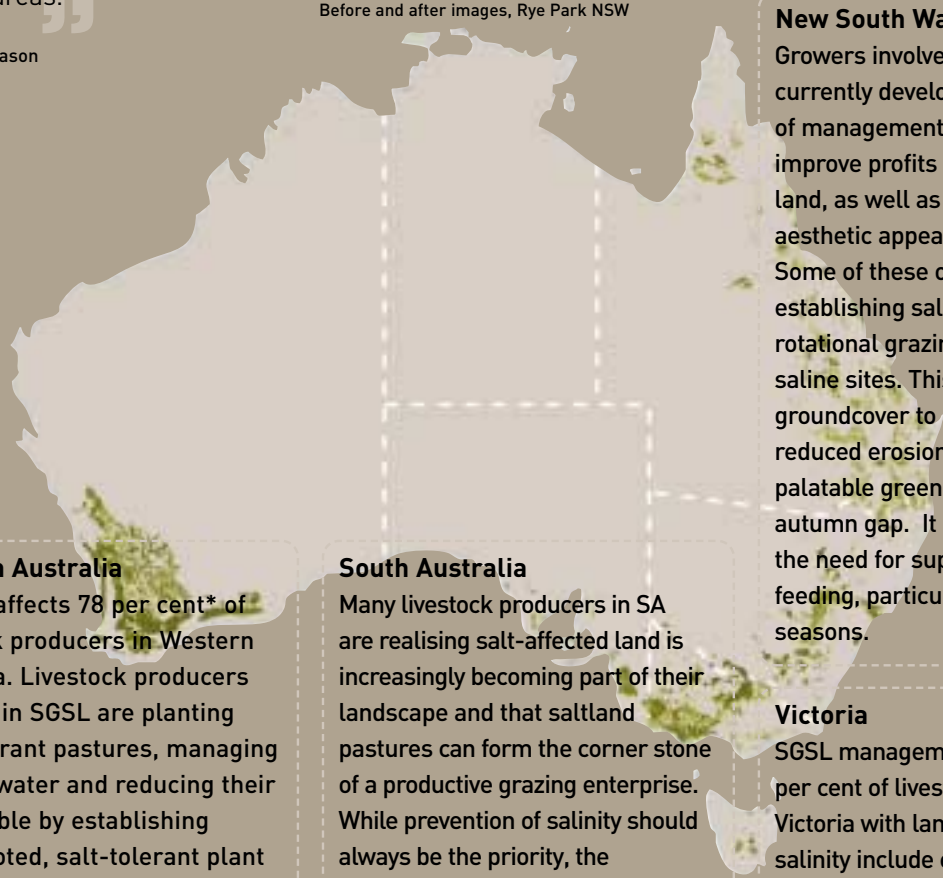 areas.
”
ason
Before and after images, Rye Park NSW
New South Wa
Growers involve
currently develo
of management
improve profits
land, as well as
aesthetic appea
Some of these o
establishing sal
rotational grazin
saline sites. This
groundcover to
reduced erosion
palatable green
autumn gap. It
the need for sup
feeding, particu
seasons.
n Australia
affects 78 per cent* of
k producers in Western
a. Livestock producers
in SGSL are planting
rant pastures, managing
water and reducing their
ble by establishing
pted, salt-tolerant plant
South Australia
Many livestock producers in SA
are realising salt-affected land is
increasingly becoming part of their
landscape and that saltland
pastures can form the corner stone
of a productive grazing enterprise.
While prevention of salinity should
always be the priority, the
Victoria
SGSL managem
per cent of lives
Victoria with lan
salinity include